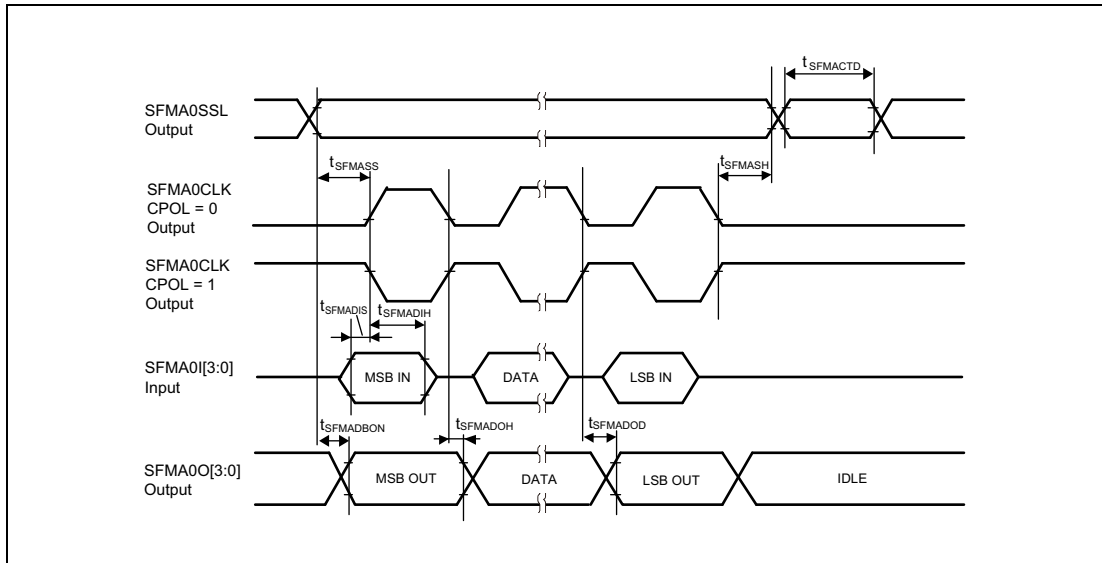 tSFMACTD
SFMA0SSL
Output
tSFMASS
tSFMASH
SFMA0CLK
CPOL = 0
Output
SFMA0CLK
CPOL = 1
Output
tSFMADIS
tSFMADIH
SFMA0I[3:0]
Input
MSB IN
DATA
LSB IN
tSFMADBON
tSFMADOH
tSFMADOD
SFMA0O[3:0]
Output
MSB OUT
DATA
LSB OUT
IDLE